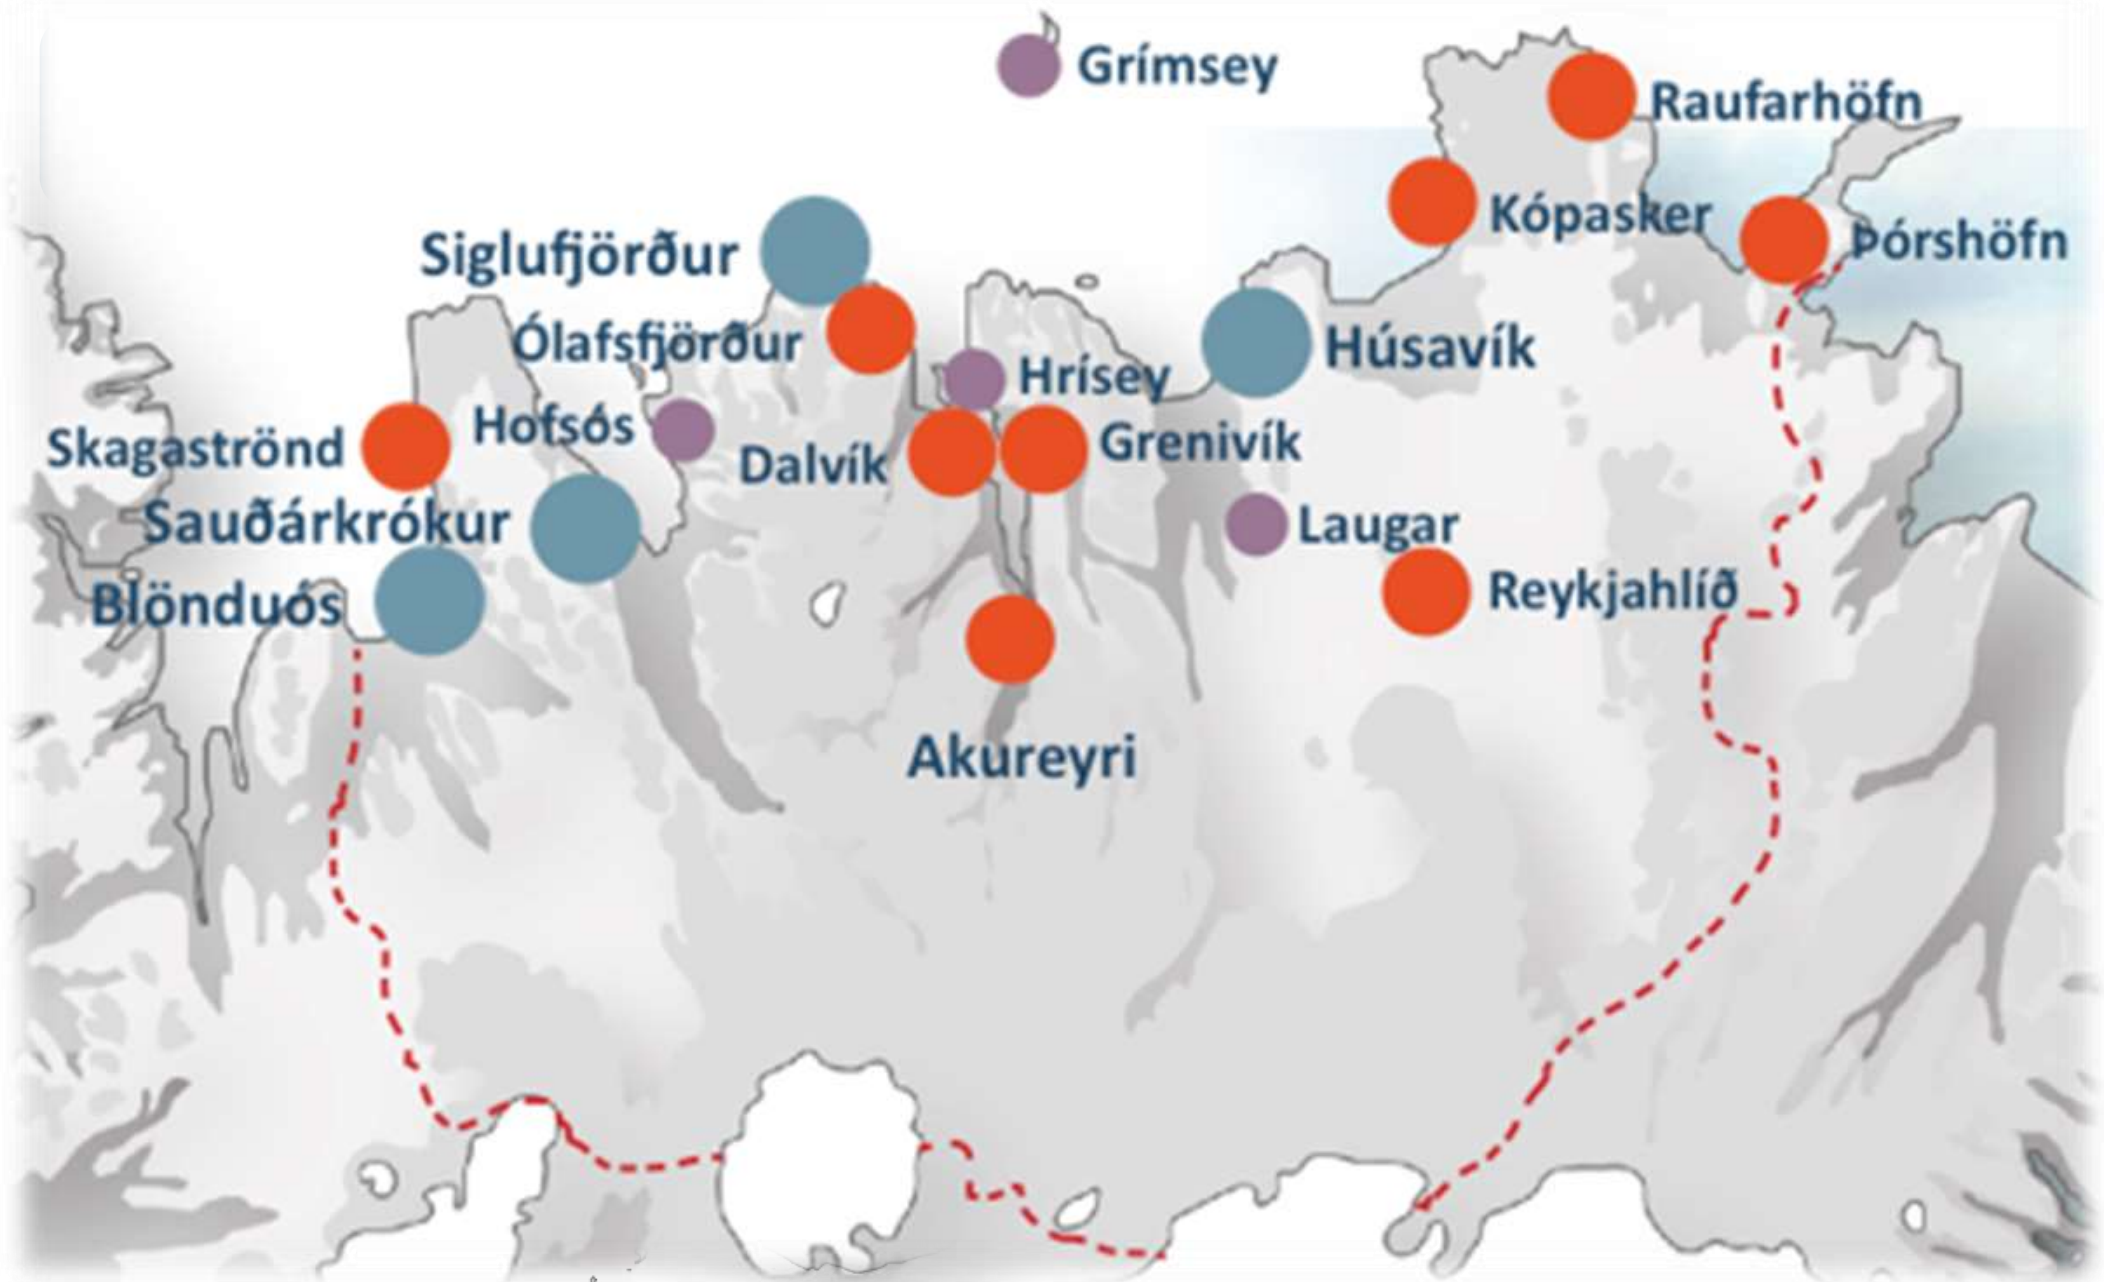 Grímsey
Raufarhöfn
Kópasker
Þórshöfn
Siglufjörður
Ólafsfjörður
Húsavík
Hrísey
Hofsós
Skagaströnd
Dalvík
Grenivík
Sauðárkrókur
Laugar
Blönduós
Reykjahlíð
Akureyri